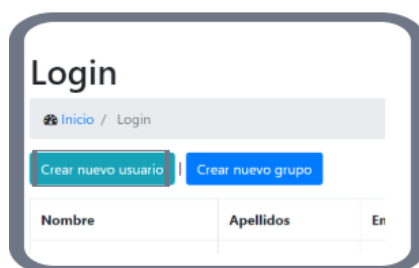 Login
Inicio / Login
Crear nuevo usuario | Crear nuevo grupo
Nombre Apellidos